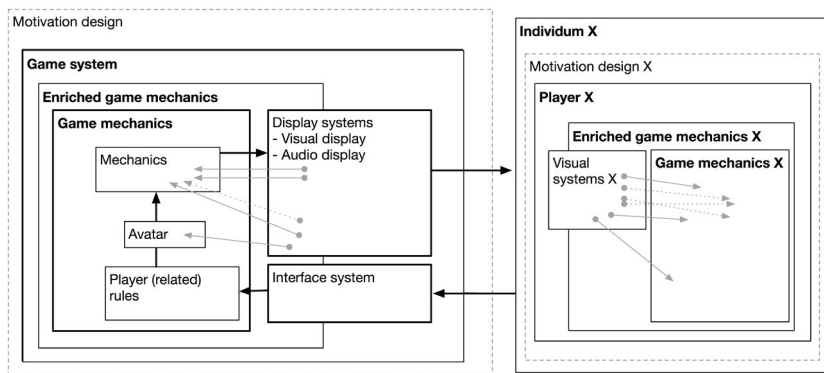 Motivation design
Game system
Enriched game mechanics
Game mechanics
Mechanics
Avatar
Player (related)
rules
Display systems
- Visual display
- Audio display
Interface system
Individum X
Motivation design X
Player X
Enriched game mechanics X
Visual
systems X
Game mechanics X